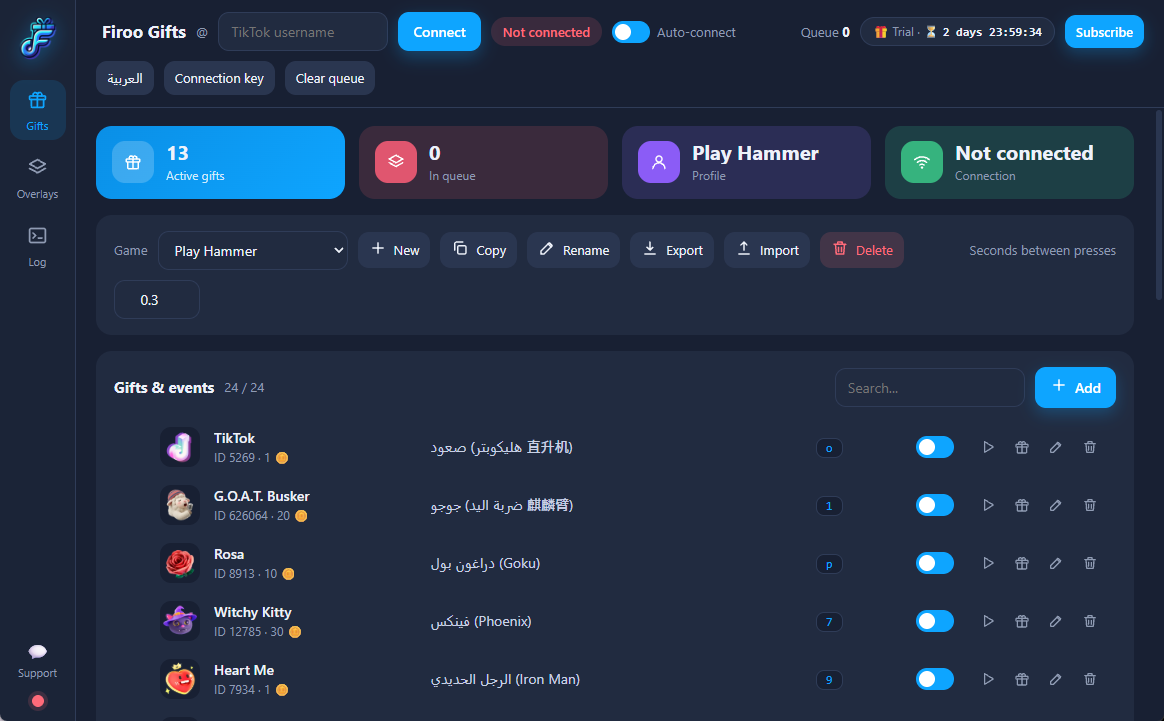 Firoo Gifts @ TikTok username Connect Not connected Auto-connect Queue 0 Trial · 2 days 23:59:34 Subscribe
العربية Connection key Clear queue
Gifts
Overlays
Log
Support
13
Active gifts
0
In queue
Play Hammer
Profile
Not connected
Connection
Game Play Hammer New Copy Rename Export Import Delete Seconds between presses
0.3
Gifts & events 24 / 24 Search... Add
TikTok
ID 5269 · 1
صعود (هليكوبتر 直升机)
o
G.O.A.T. Busker
ID 626064 · 20
جوجو (ضربة اليد 麒麟臂)
1
Rosa
ID 8913 · 10
دراغون بول (Goku)
p
Witchy Kitty
ID 12785 · 30
فينكس (Phoenix)
7
Heart Me
ID 7934 · 1
الرجل الحديدي (Iron Man)
9